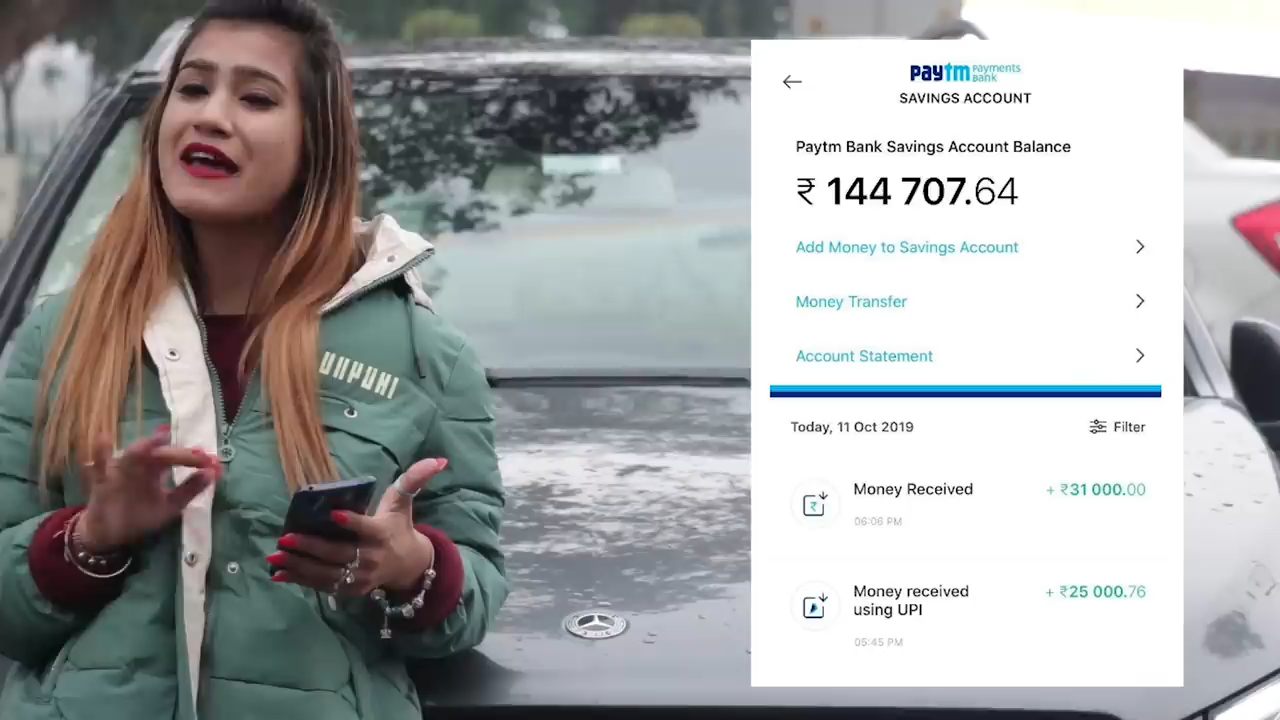 paytm payments bank
SAVINGS ACCOUNT
Paytm Bank Savings Account Balance
₹ 144 707.64
Add Money to Savings Account
Money Transfer
Account Statement
Today, 11 Oct 2019
Filter
Money Received
+ ₹31 000.00
06:06 PM
Money received
using UPI
+ ₹25 000.76
05:45 PM